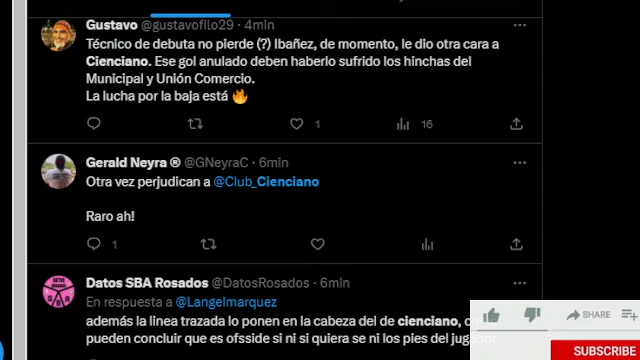 Gustavo @gustavofilo29 · 4min
Técnico de debuta no pierde (?) Ibañez, de momento, le dio otra cara a
Cienciano. Ese gol anulado deben haberlo sufrido los hinchas del
Municipal y Unión Comercio.
La lucha por la baja está 🔥
1
16
Gerald Neyra ® @GNeyraC · 6min
Otra vez perjudican a @Club_Cienciano
Raro ah!
1
Datos SBA Rosados @DatosRosados · 6min
En respuesta a @Langelmarquez
además la linea trazada lo ponen en la cabeza del de cienciano,
pueden concluir que es ofsside si ni si quiera se ni los pies del jugador
SHARE
SUBSCRIBE